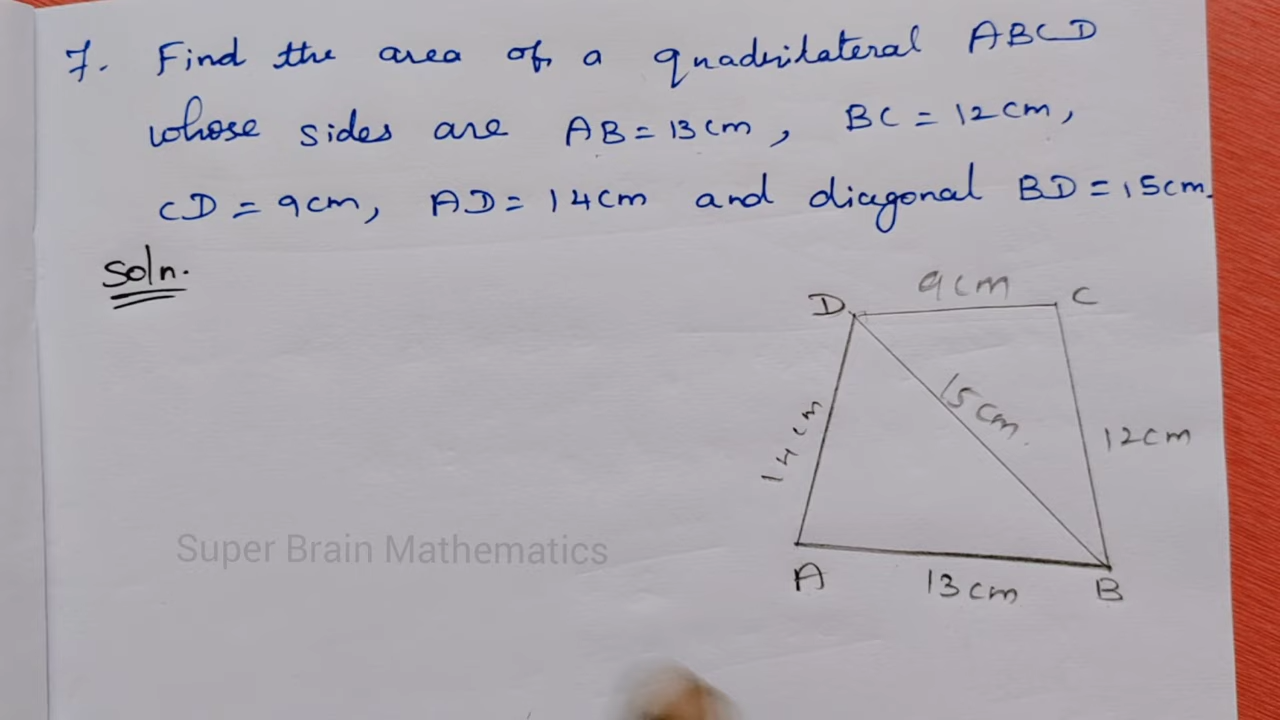 7. Find the area of a quadrilateral ABCD
whose sides are AB = 13cm, BC = 12cm,
CD = 9cm, AD = 14cm and diagonal BD = 15cm.
Soln.
9cm
D
C
15cm.
14cm
12cm
Super Brain Mathematics
A
13cm
B